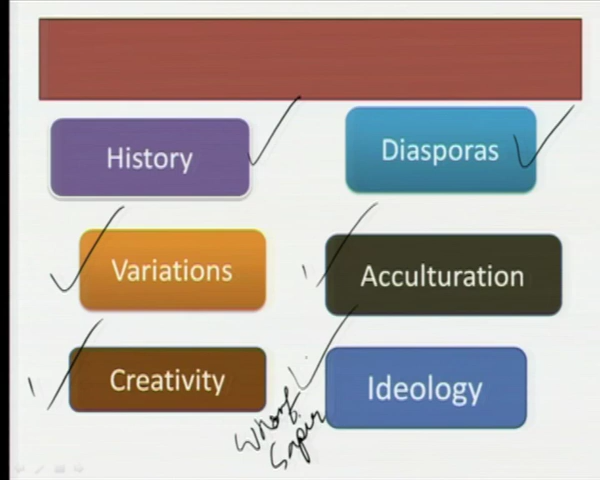 History
Diasporas
Variations
Acculturation
Creativity
Ideology
Whorf
Sapir